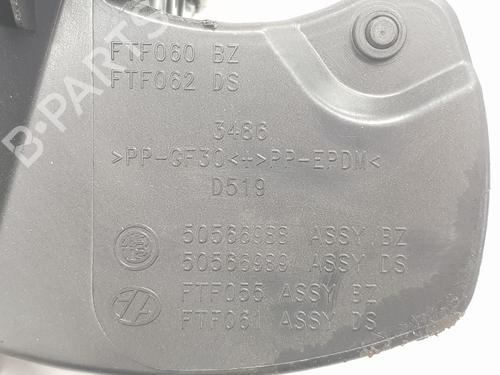 FTF060 BZ
FTF062 DS
3486
>PP-GF30<+>PP-EPDM<
D519
50566988 ASSY BZ
50566989 ASSY DS
FTF055 ASSY BZ
FTF061 ASSY DS